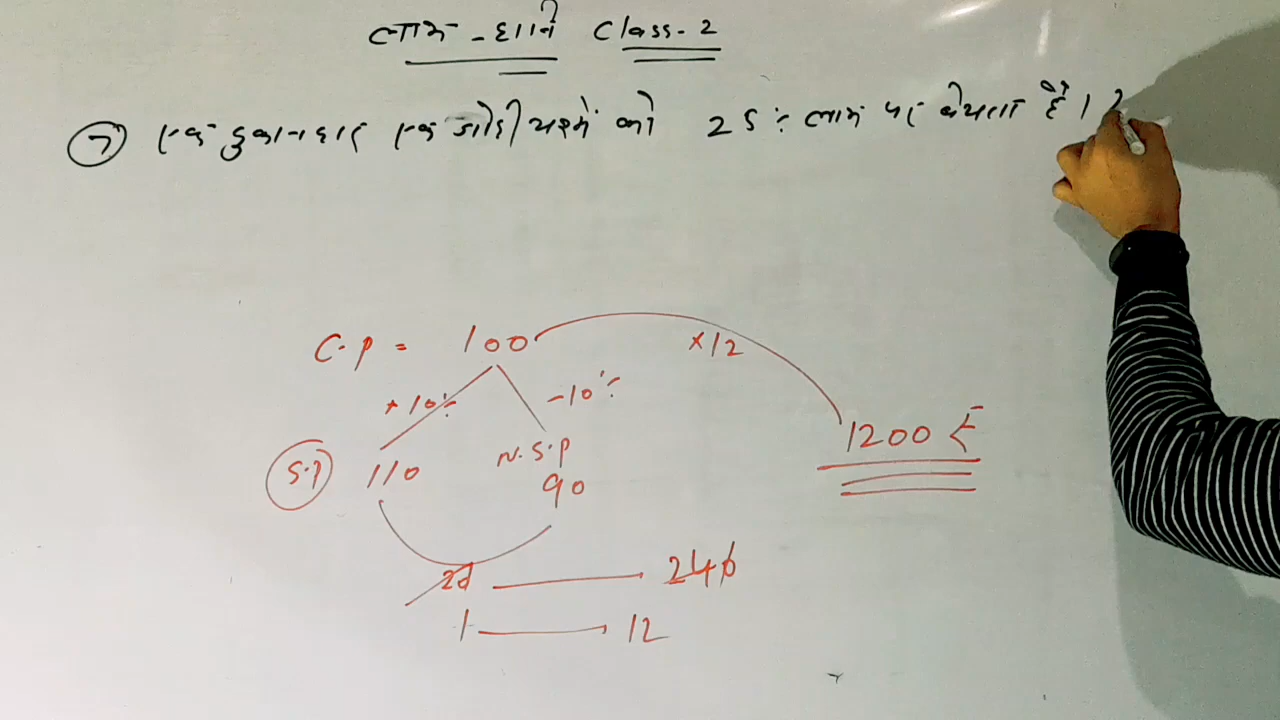 लाभ - हानि Class - 2
7) एक दुकानदार एक जोड़ी चश्में को 25% लाभ पर बेचता है ।
C.P = 100 ×12
+10% -10%
1200 ₹
S.P 110 N.S.P 90
20 240
1 12